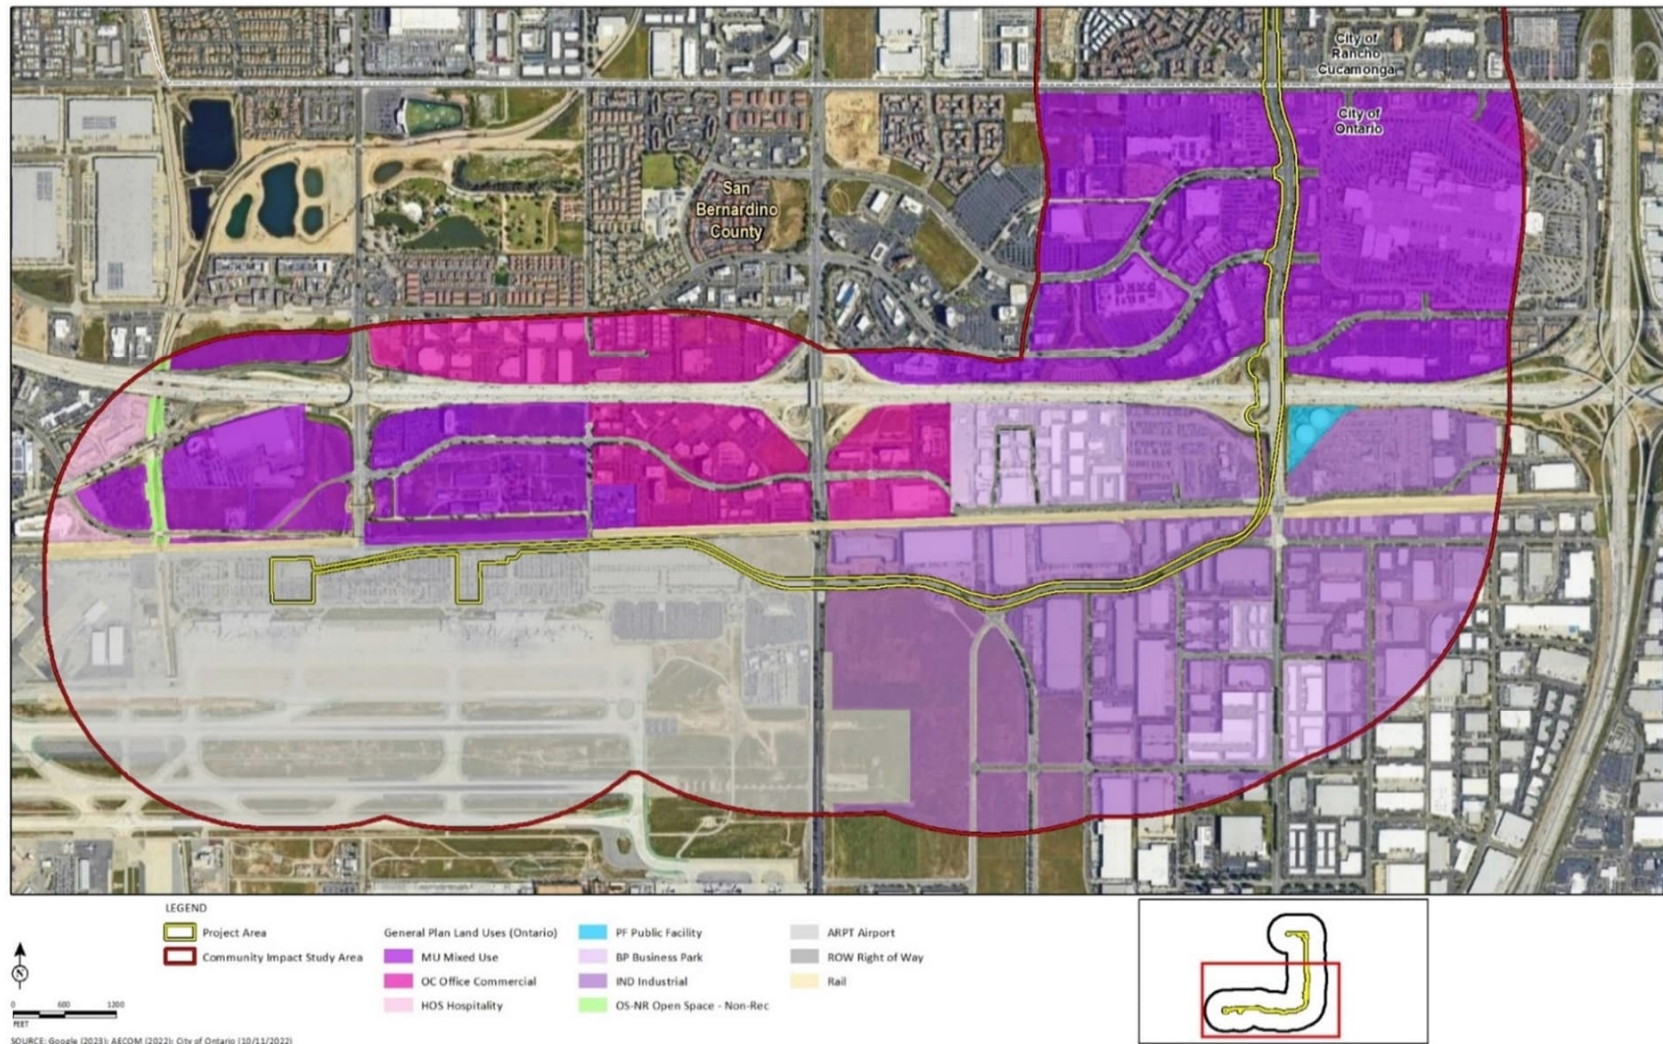 City of
Rancho
Cucamonga
City of
Ontario
San
Bernardino
County
LEGEND
Project Area
Community Impact Study Area
General Plan Land Uses (Ontario)
MU Mixed Use
OC Office Commercial
HOS Hospitality
PF Public Facility
BP Business Park
IND Industrial
OS-NR Open Space - Non-Rec
ARPT Airport
ROW Right of Way
Rail
N
0 600 1200
FEET
SOURCE: Google (2023); AECOM (2022); City of Ontario (10/11/2022)